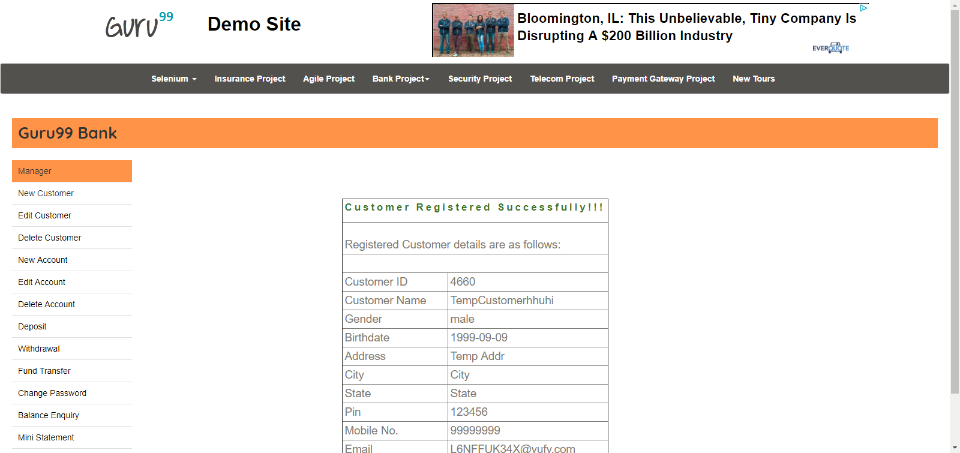 Guru99
Demo Site
Bloomington, IL: This Unbelievable, Tiny Company Is
Disrupting A $200 Billion Industry
EVERQUOTE
Selenium Insurance Project Agile Project Bank Project Security Project Telecom Project Payment Gateway Project New Tours
Guru99 Bank
Manager
New Customer
Edit Customer
Delete Customer
New Account
Edit Account
Delete Account
Deposit
Withdrawal
Fund Transfer
Change Password
Balance Enquiry
Mini Statement
Customer Registered Successfully!!!
Registered Customer details are as follows:
Customer ID 4660
Customer Name TempCustomerhhuhi
Gender male
Birthdate 1999-09-09
Address Temp Addr
City City
State State
Pin 123456
Mobile No. 99999999
Email L6NFFUK34X@yufy.com